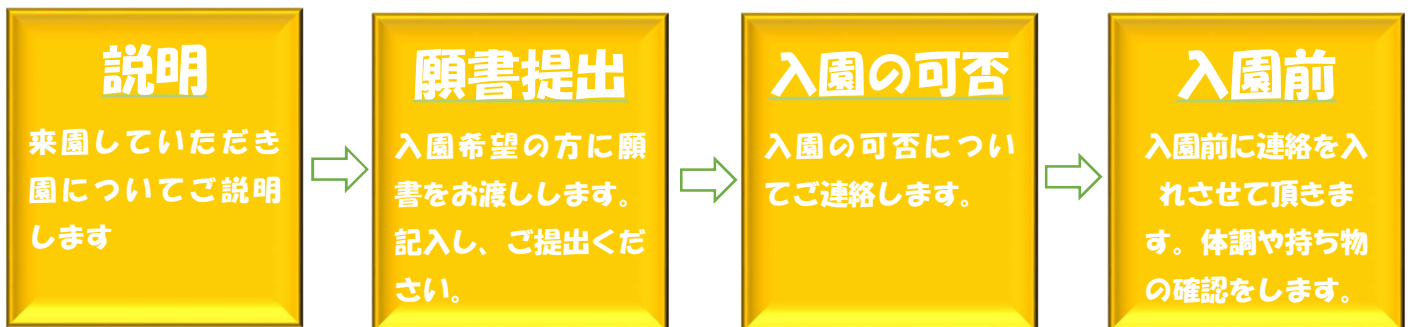 説明
来園していただき
園についてご説明
します
願書提出
入園希望の方に願
書をお渡しします。
記入し、ご提出くだ
さい。
入園の可否
入園の可否につい
てご連絡します。
入園前
入園前に連絡を入
れさせて頂きま
す。体調や持ち物
の確認をします。